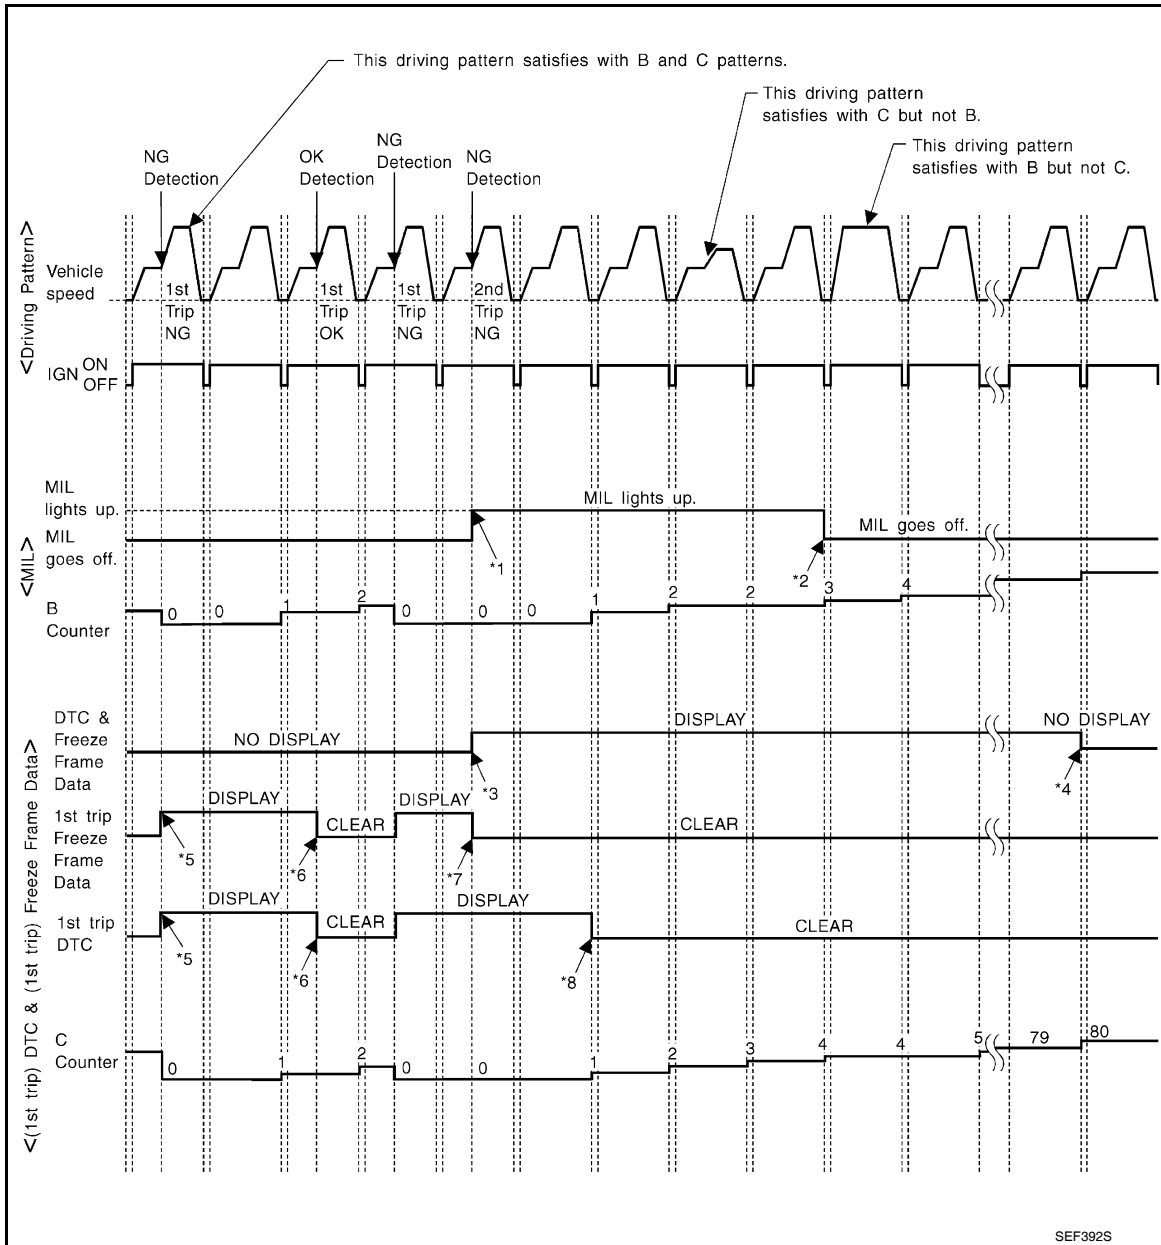 This driving pattern satisfies with B and C patterns.
This driving pattern
satisfies with C but not B.
This driving pattern
satisfies with B but not C.
NG
Detection
OK
Detection
NG
Detection
NG
Detection
<Driving Pattern>
Vehicle
speed
1st
Trip
NG
1st
Trip
OK
1st
Trip
NG
2nd
Trip
NG
IGN ON
OFF
<MIL>
MIL
lights up.
MIL
goes off.
MIL lights up.
MIL goes off.
*1
*2
B
Counter
0 0 1 2 0 0 0 1 2 2 3 4
<(1st trip) DTC & (1st trip) Freeze Frame Data>
DTC &
Freeze
Frame
Data
NO DISPLAY
DISPLAY
NO DISPLAY
*3
*4
1st trip
Freeze
Frame
Data
DISPLAY
CLEAR
DISPLAY
CLEAR
*5
*6
*7
1st trip
DTC
DISPLAY
CLEAR
DISPLAY
CLEAR
*5
*6
*8
C
Counter
0 1 2 0 0 1 2 3 4 4 5 79 80
SEF392S